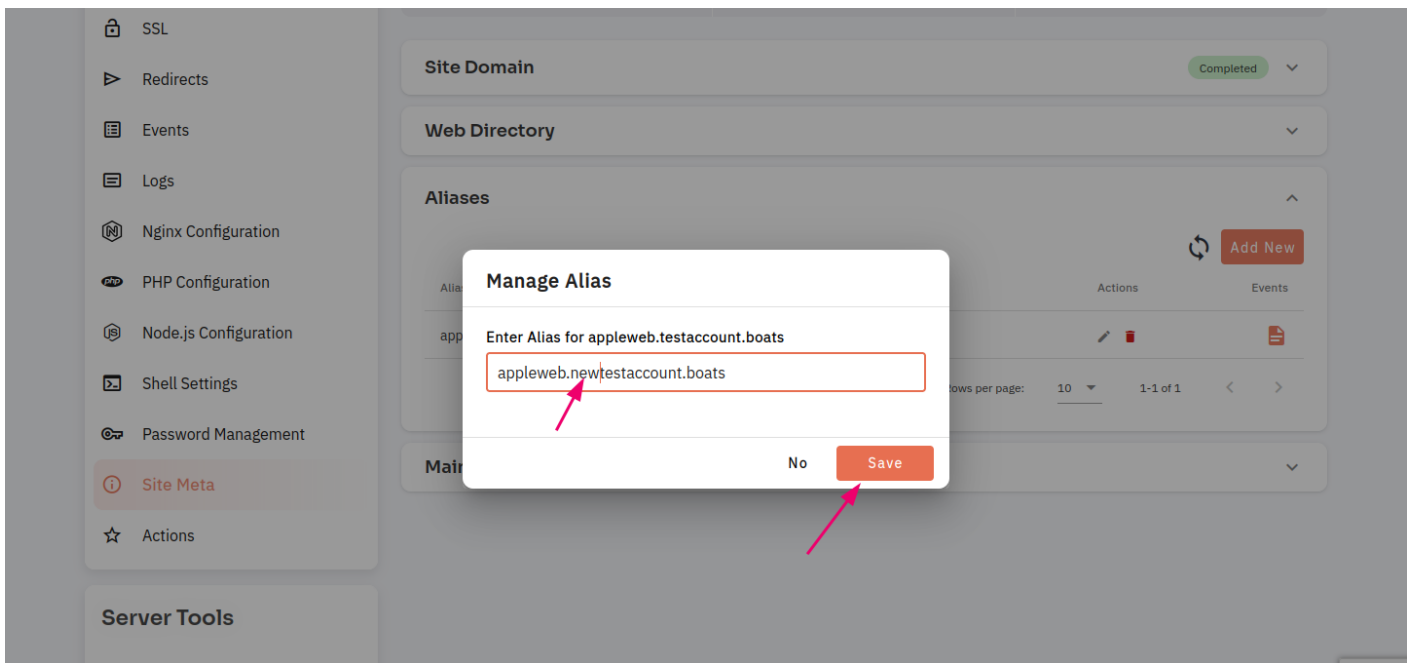 SSL
Redirects
Events
Logs
Nginx Configuration
PHP Configuration
Node.js Configuration
Shell Settings
Password Management
Site Meta
Actions
Server Tools
Site Domain
Completed
Web Directory
Aliases
Add New
Actions
Events
1-1 of 1
10
per page:
Manage Alias
Enter Alias for appleweb.testaccount.boats
appleweb.newtestaccount.boats
No
Save